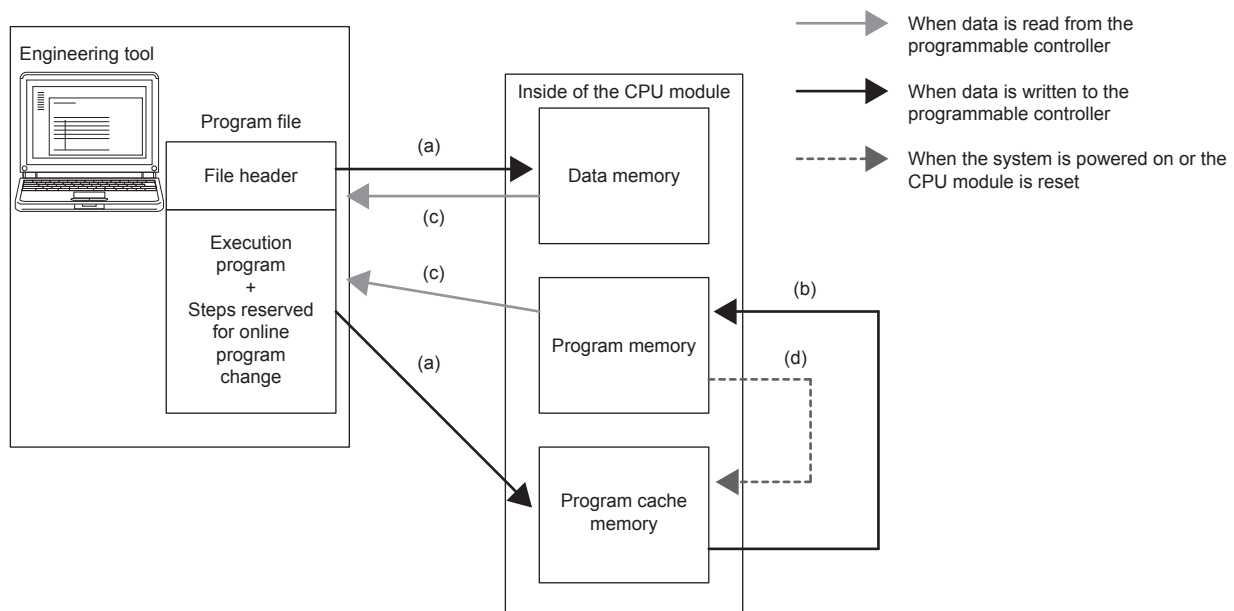 Engineering tool
Program file
File header
Execution
program
+
Steps reserved
for online
program
change
(a)
(c)
(c)
(a)
Inside of the CPU module
Data memory
Program memory
Program cache
memory
(b)
(d)
When data is read from the
programmable controller
When data is written to the
programmable controller
When the system is powered on or the
CPU module is reset